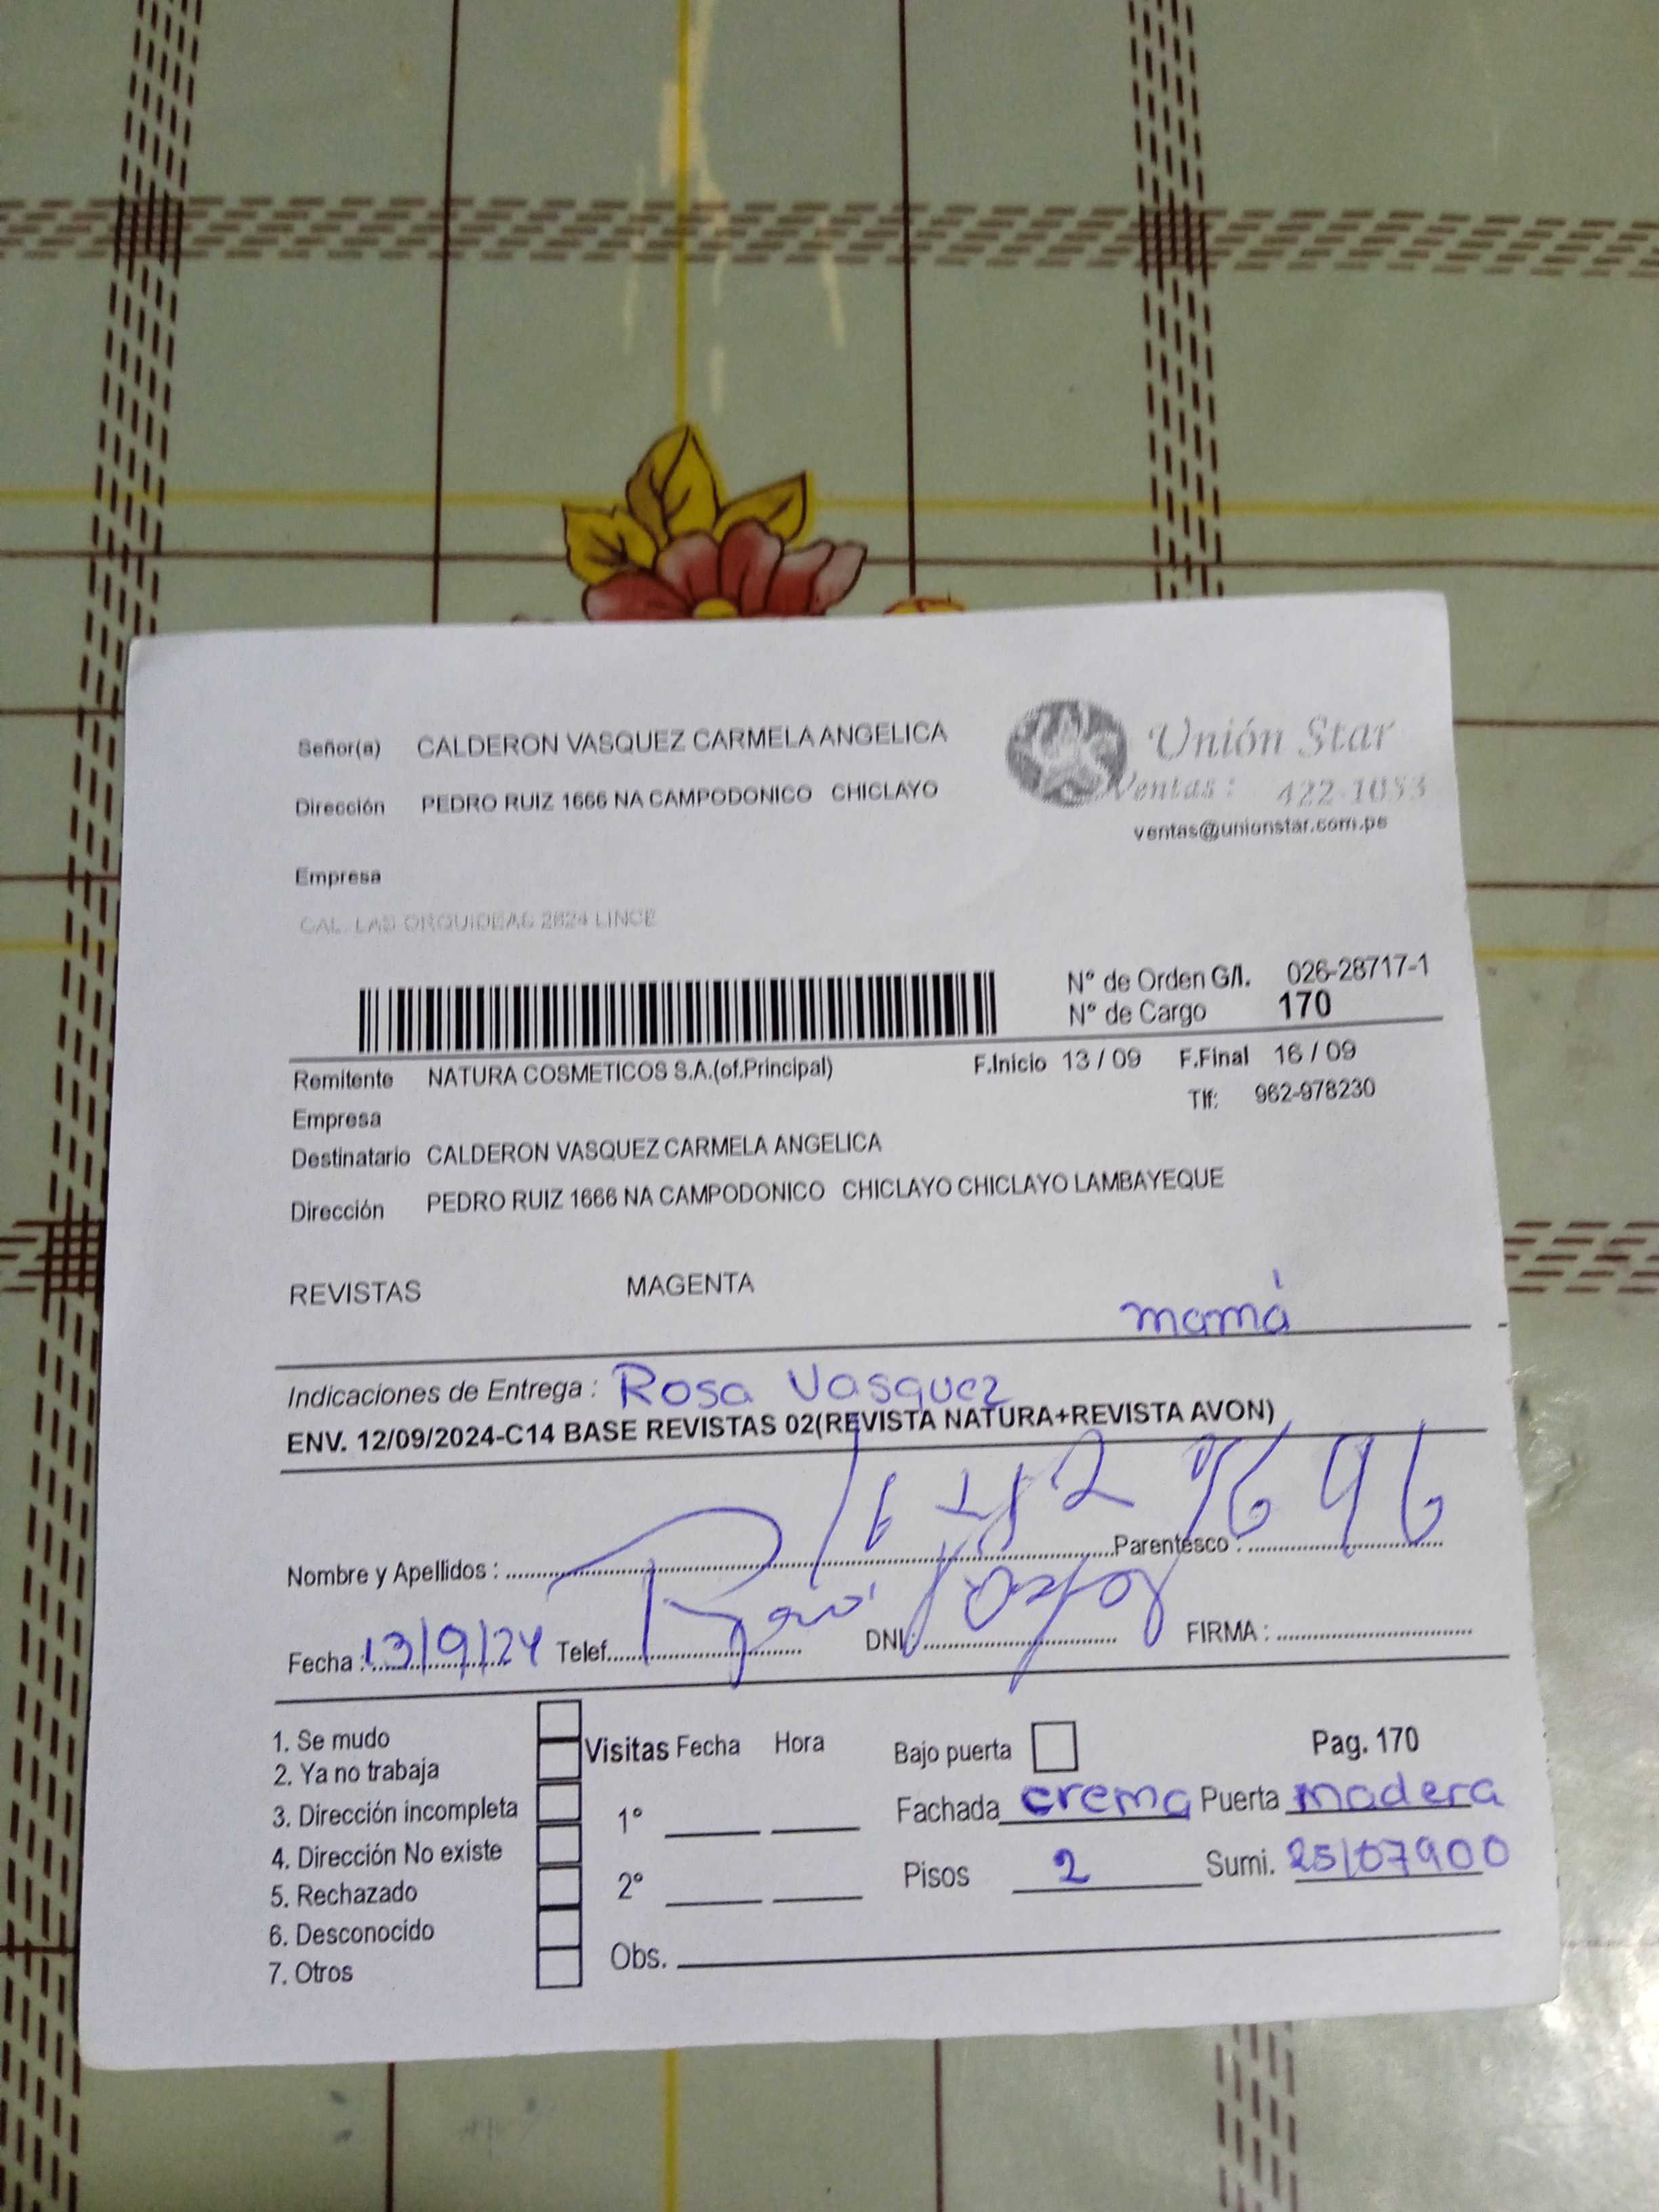 Señor(a) CALDERON VASQUEZ CARMELA ANGELICA
Unión Star
Dirección PEDRO RUIZ 1666 NA CAMPODONICO CHICLAYO
Ventas : 422-1053
ventas@unionstar.com.pe
Empresa
CAL. LAS ORQUIDEAS 2624 LINCE
Nº de Orden G/I. 026-28717-1
Nº de Cargo 170
Remitente NATURA COSMETICOS S.A.(of.Principal) F.Inicio 13 / 09 F.Final 16 / 09
Empresa Tlf: 962-978230
Destinatario CALDERON VASQUEZ CARMELA ANGELICA
Dirección PEDRO RUIZ 1666 NA CAMPODONICO CHICLAYO CHICLAYO LAMBAYEQUE
REVISTAS MAGENTA
mamá
Indicaciones de Entrega : Rosa Vasquez
ENV. 12/09/2024-C14 BASE REVISTAS 02(REVISTA NATURA+REVISTA AVON)
Nombre y Apellidos : Parentesco :
Fecha : 13/9/24 Telef. DNI: FIRMA :
1. Se mudo
2. Ya no trabaja
3. Dirección incompleta
4. Dirección No existe
5. Rechazado
6. Desconocido
7. Otros
Visitas Fecha Hora
1º
2º
Obs.
Bajo puerta Pag. 170
Fachada crema Puerta madera
Pisos 2 Sumi. 25107900